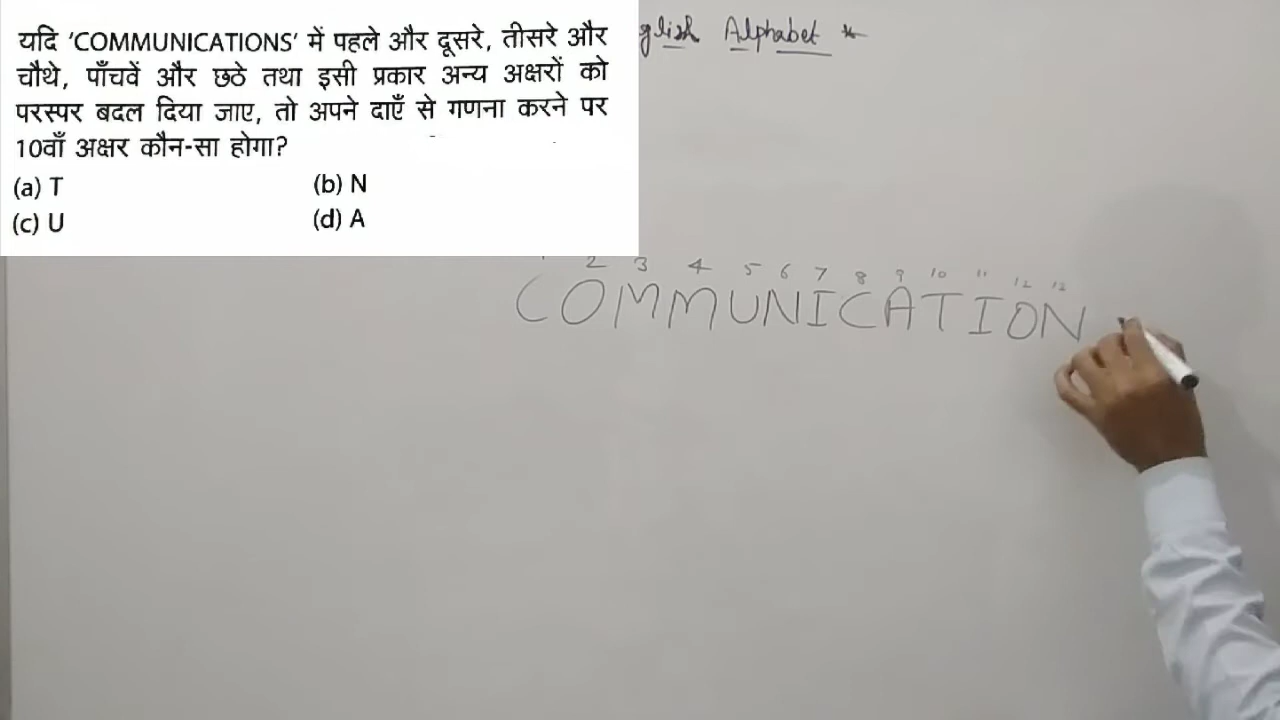 यदि 'COMMUNICATIONS' में पहले और दूसरे, तीसरे और
चौथे, पाँचवें और छठे तथा इसी प्रकार अन्य अक्षरों को
परस्पर बदल दिया जाए, तो अपने दाएँ से गणना करने पर
10वाँ अक्षर कौन-सा होगा?
(a) T (b) N
(c) U (d) A
glish Alphabet *
2 3 4 5 6 7 8 9 10 11 12 13
COMMUNICATION